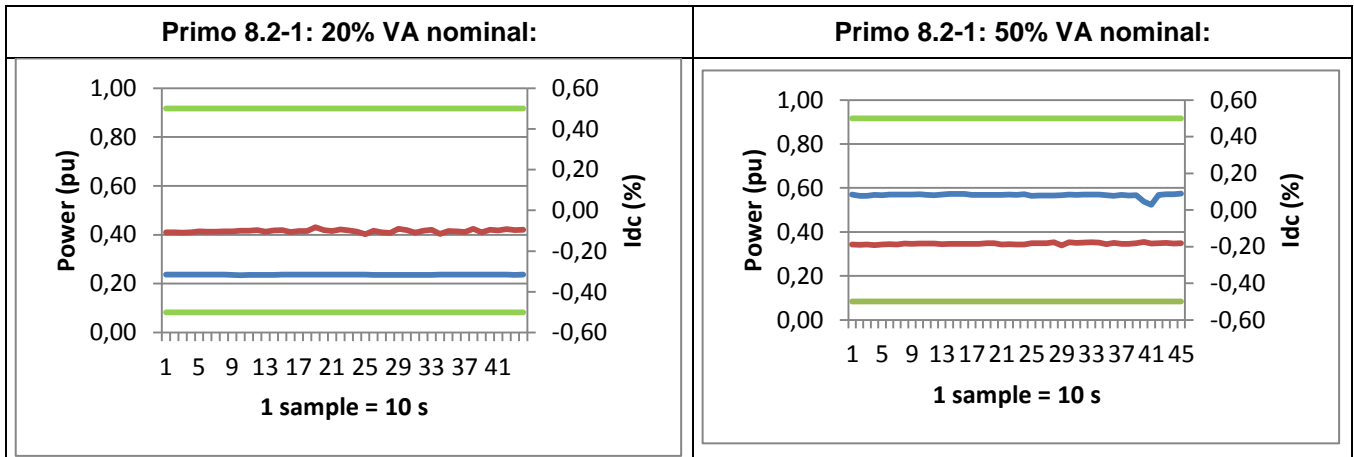 Primo 8.2-1: 20% VA nominal:
Primo 8.2-1: 50% VA nominal:
1,00
0,80
0,60
0,40
0,20
0,00
Power (pu)
0,60
0,40
0,20
0,00
-0,20
-0,40
-0,60
Idc (%)
1 5 9 13 17 21 25 29 33 37 41
1 sample = 10 s
1,00
0,80
0,60
0,40
0,20
0,00
Power (pu)
0,60
0,40
0,20
0,00
-0,20
-0,40
-0,60
Idc (%)
1 5 9 13 17 21 25 29 33 37 41 45
1 sample = 10 s